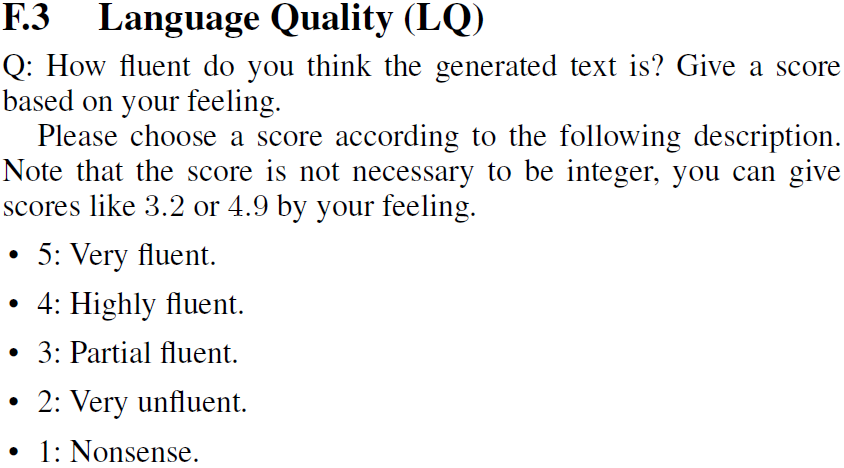 F.3 Language Quality (LQ)
Q: How fluent do you think the generated text is? Give a score
based on your feeling.
Please choose a score according to the following description.
Note that the score is not necessary to be integer, you can give
scores like 3.2 or 4.9 by your feeling.
• 5: Very fluent.
• 4: Highly fluent.
• 3: Partial fluent.
• 2: Very unfluent.
• 1: Nonsense.